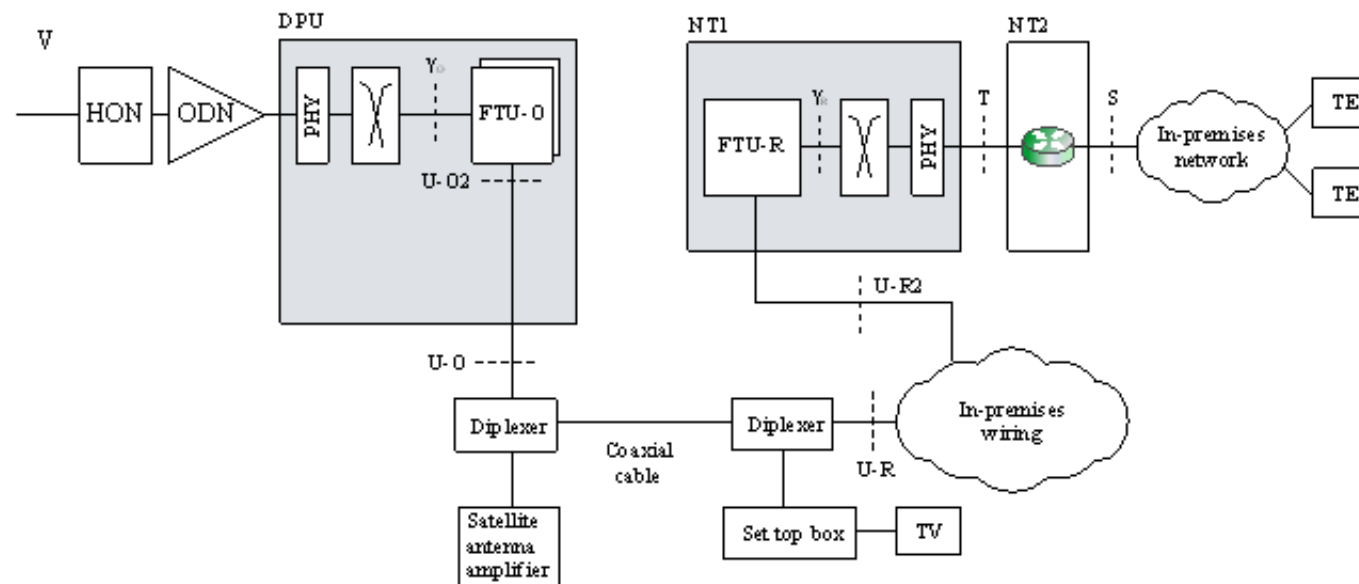 V
DPU
NT1
NT2
HON
ODN
PHY
γO
FTU-O
U-O2
FTU-R
γR
PHY
T
S
In-premises
network
TE
TE
U-R2
U-O
Diplexer
Coaxial
cable
Diplexer
U-R
In-premises
wiring
Satellite
antenna
amplifier
Set top box
TV